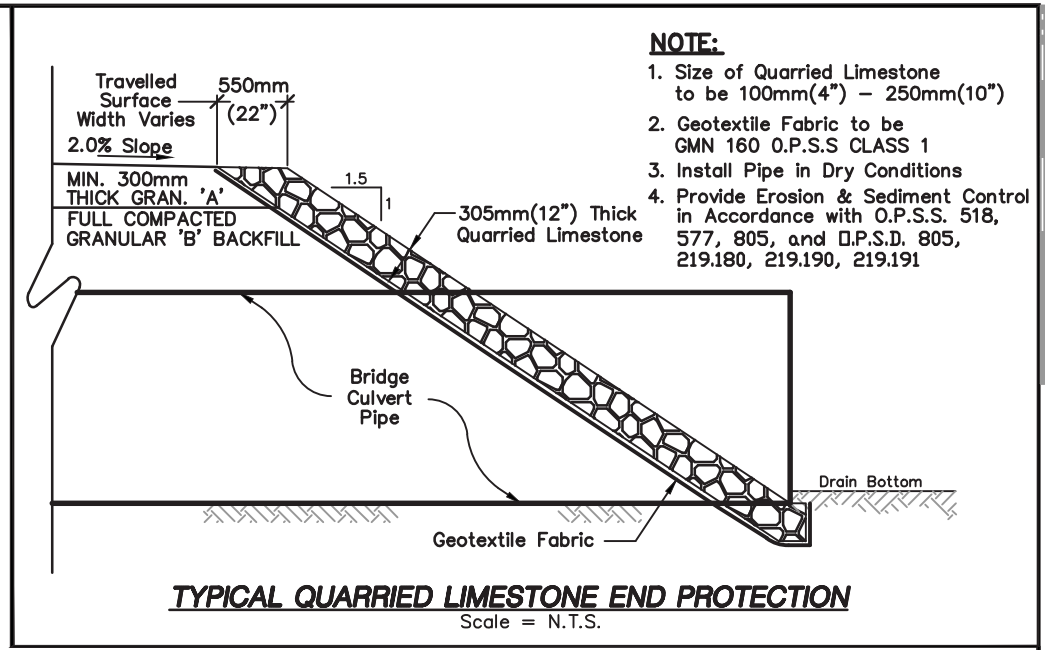 NOTE:
1. Size of Quarried Limestone
to be 100mm(4") - 250mm(10")
2. Geotextile Fabric to be
GMN 160 O.P.S.S CLASS 1
3. Install Pipe in Dry Conditions
4. Provide Erosion & Sediment Control
in Accordance with O.P.S.S. 518,
577, 805, and O.P.S.D. 805,
219.180, 219.190, 219.191
Travelled
Surface
Width Varies
550mm
(22")
2.0% Slope
MIN. 300mm
THICK GRAN. 'A'
FULL COMPACTED
GRANULAR 'B' BACKFILL
1.5
1
305mm(12") Thick
Quarried Limestone
Bridge
Culvert
Pipe
Drain Bottom
Geotextile Fabric
TYPICAL QUARRIED LIMESTONE END PROTECTION
Scale = N.T.S.